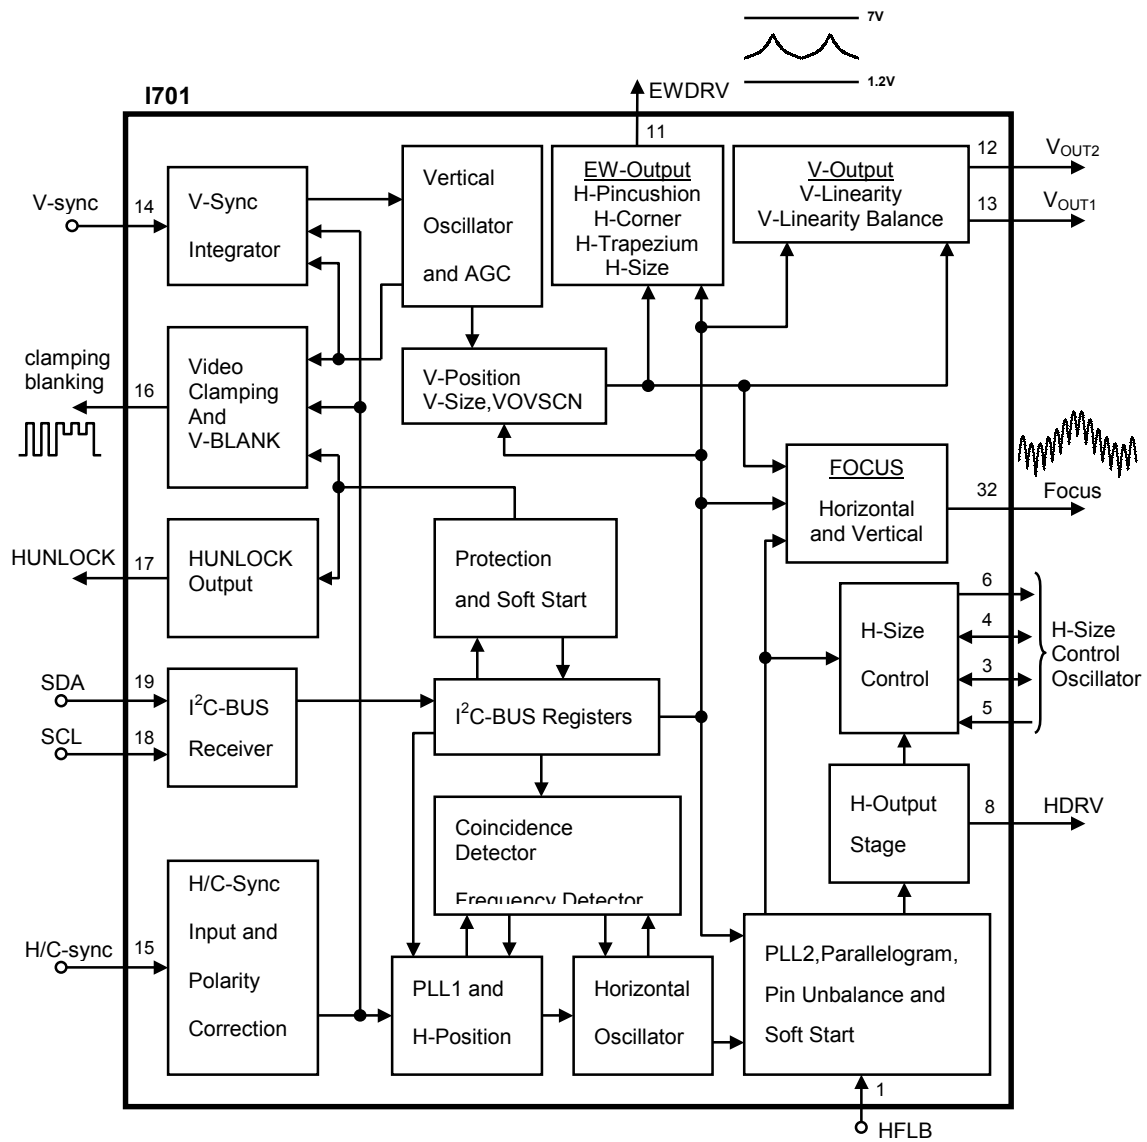 7V
1.2V
EWDRV
I701
11
12
VOUT2
13
VOUT1
V-sync
14
V-Sync
Integrator
Vertical
Oscillator
and AGC
EW-Output
H-Pincushion
H-Corner
H-Trapezium
H-Size
V-Output
V-Linearity
V-Linearity Balance
clamping
blanking
16
Video
Clamping
And
V-BLANK
V-Position
V-Size,VOVSCN
FOCUS
Horizontal
and Vertical
32
Focus
HUNLOCK
17
HUNLOCK
Output
Protection
and Soft Start
H-Size
Control
6
4
3
5
H-Size
Control
Oscillator
SDA
19
SCL
18
I2C-BUS
Receiver
I2C-BUS Registers
H-Output
Stage
8
HDRV
Coincidence
Detector
Frequency Detector
H/C-sync
15
H/C-Sync
Input and
Polarity
Correction
PLL1 and
H-Position
Horizontal
Oscillator
PLL2,Parallelogram,
Pin Unbalance and
Soft Start
1
HFLB